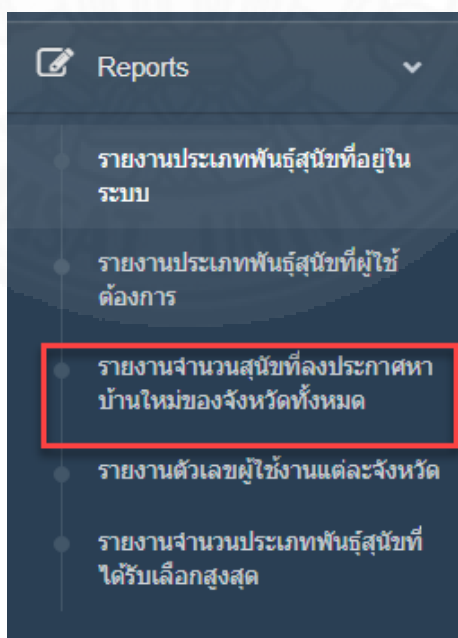 Reports
รายงานประเภทพันธุ์สุนัขที่อยู่ใน
ระบบ
รายงานประเภทพันธุ์สุนัขที่ผู้ใช้
ต้องการ
รายงานจำนวนสุนัขที่ลงประกาศหา
บ้านใหม่ของจังหวัดทั้งหมด
รายงานตัวเลขผู้ใช้งานแต่ละจังหวัด
รายงานจำนวนประเภทพันธุ์สุนัขที่
ได้รับเลือกสูงสุด